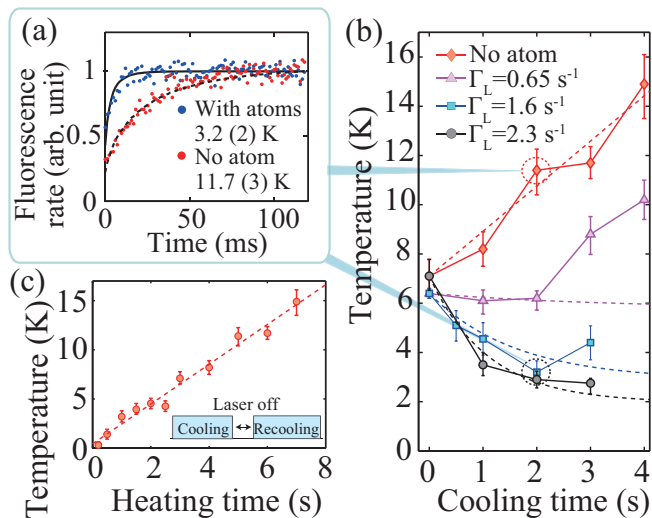 (a)
Fluorescence
rate (arb. unit)
1
0.5
0
With atoms
3.2 (2) K
No atom
11.7 (3) K
0 50 100
Time (ms)
(b)
Temperature (K)
16
14
12
10
8
6
4
2
0
No atom
Γ_L=0.65 s⁻¹
Γ_L=1.6 s⁻¹
Γ_L=2.3 s⁻¹
0 1 2 3 4
Cooling time (s)
(c)
Temperature (K)
15
10
5
0
Laser off
Cooling Recooling
0 2 4 6 8
Heating time (s)